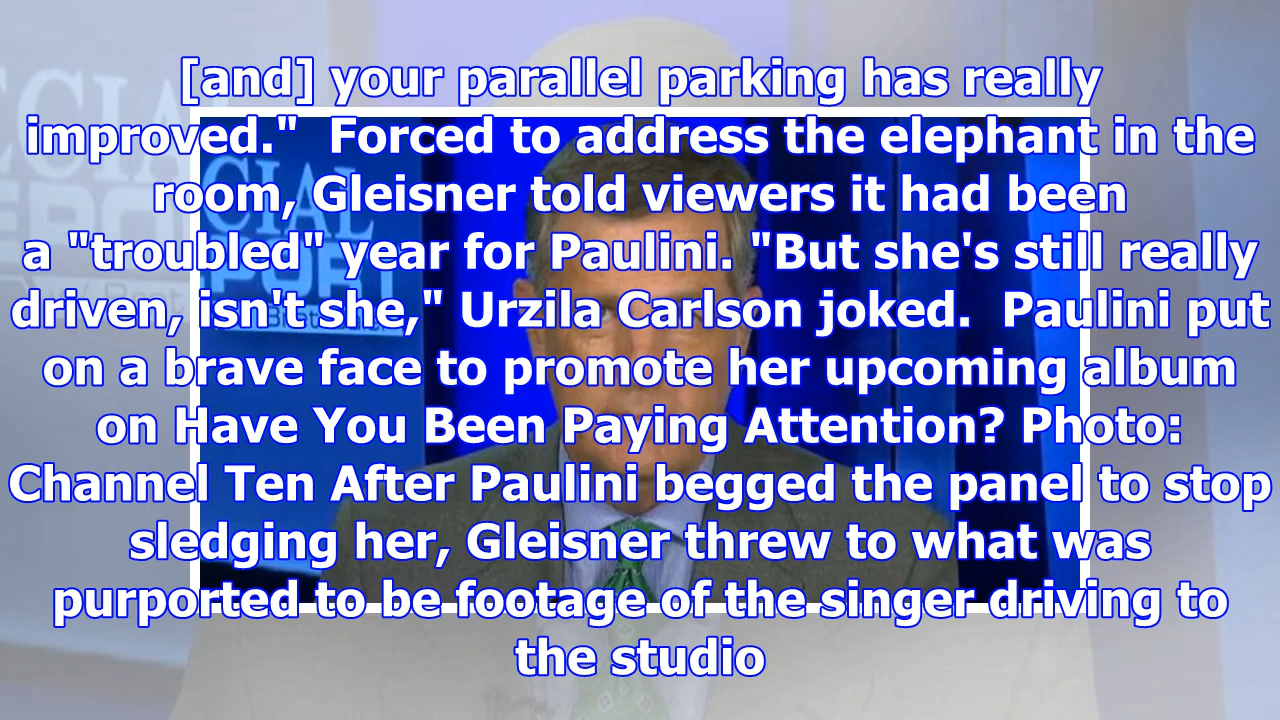 [and] your parallel parking has really
improved."  Forced to address the elephant in the
room, Gleisner told viewers it had been
a "troubled" year for Paulini. "But she's still really
driven, isn't she," Urzila Carlson joked.  Paulini put
on a brave face to promote her upcoming album
on Have You Been Paying Attention? Photo:
Channel Ten After Paulini begged the panel to stop
sledging her, Gleisner threw to what was
purported to be footage of the singer driving to
the studio